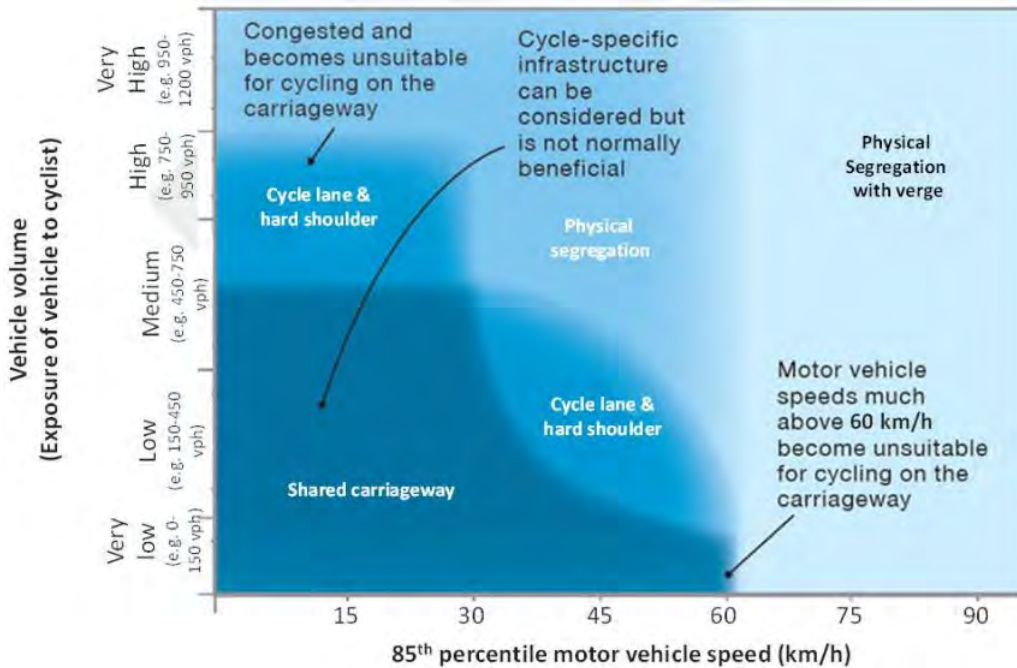 Vehicle volume
(Exposure of vehicle to cyclist)
Very
High
(e.g. 950-
1200 vph)
High
(e.g. 750-
950 vph)
Medium
(e.g. 450-750
vph)
Low
(e.g. 150-450
vph)
Very
low
(e.g. 0-
150 vph)
Congested and
becomes unsuitable
for cycling on the
carriageway
Cycle-specific
infrastructure
can be
considered but
is not normally
beneficial
Physical
Segregation
with verge
Cycle lane &
hard shoulder
Physical
segregation
Cycle lane &
hard shoulder
Motor vehicle
speeds much
above 60 km/h
become unsuitable
for cycling on the
carriageway
Shared carriageway
15 30 45 60 75 90
85th percentile motor vehicle speed (km/h)